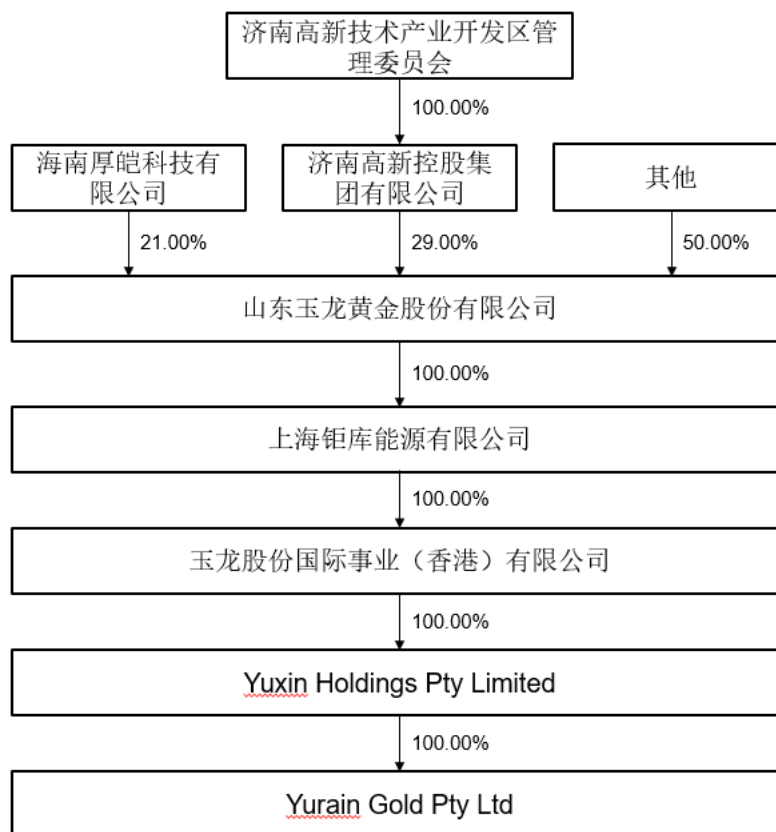 济南高新技术产业开发区管
理委员会
100.00%
海南厚皑科技有
限公司
济南高新控股集
团有限公司
其他
21.00%
29.00%
50.00%
山东玉龙黄金股份有限公司
100.00%
上海钜库能源有限公司
100.00%
玉龙股份国际事业（香港）有限公司
100.00%
Yuxin Holdings Pty Limited
100.00%
Yurain Gold Pty Ltd